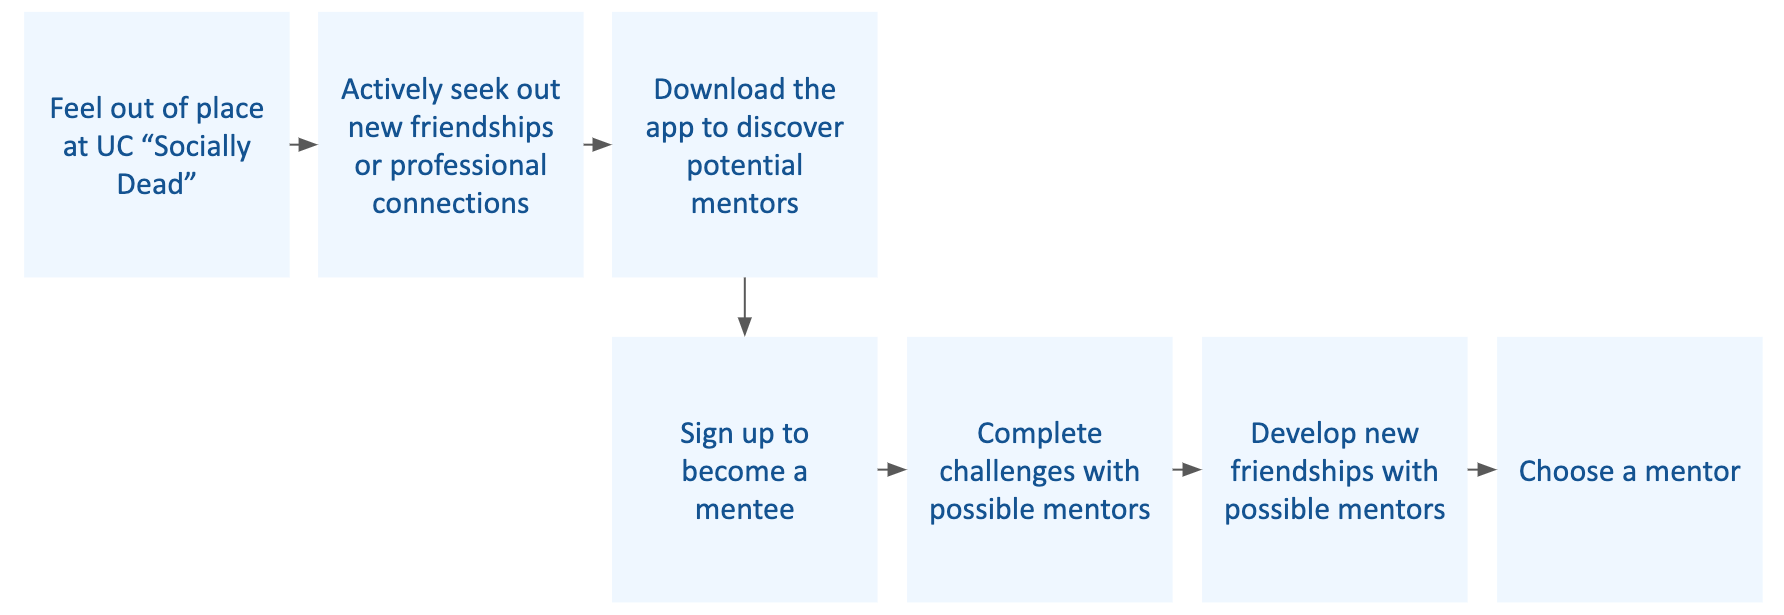 Feel out of place
at UC “Socially
Dead”
Actively seek out
new friendships
or professional
connections
Download the
app to discover
potential
mentors
Sign up to
become a
mentee
Complete
challenges with
possible mentors
Develop new
friendships with
possible mentors
Choose a mentor